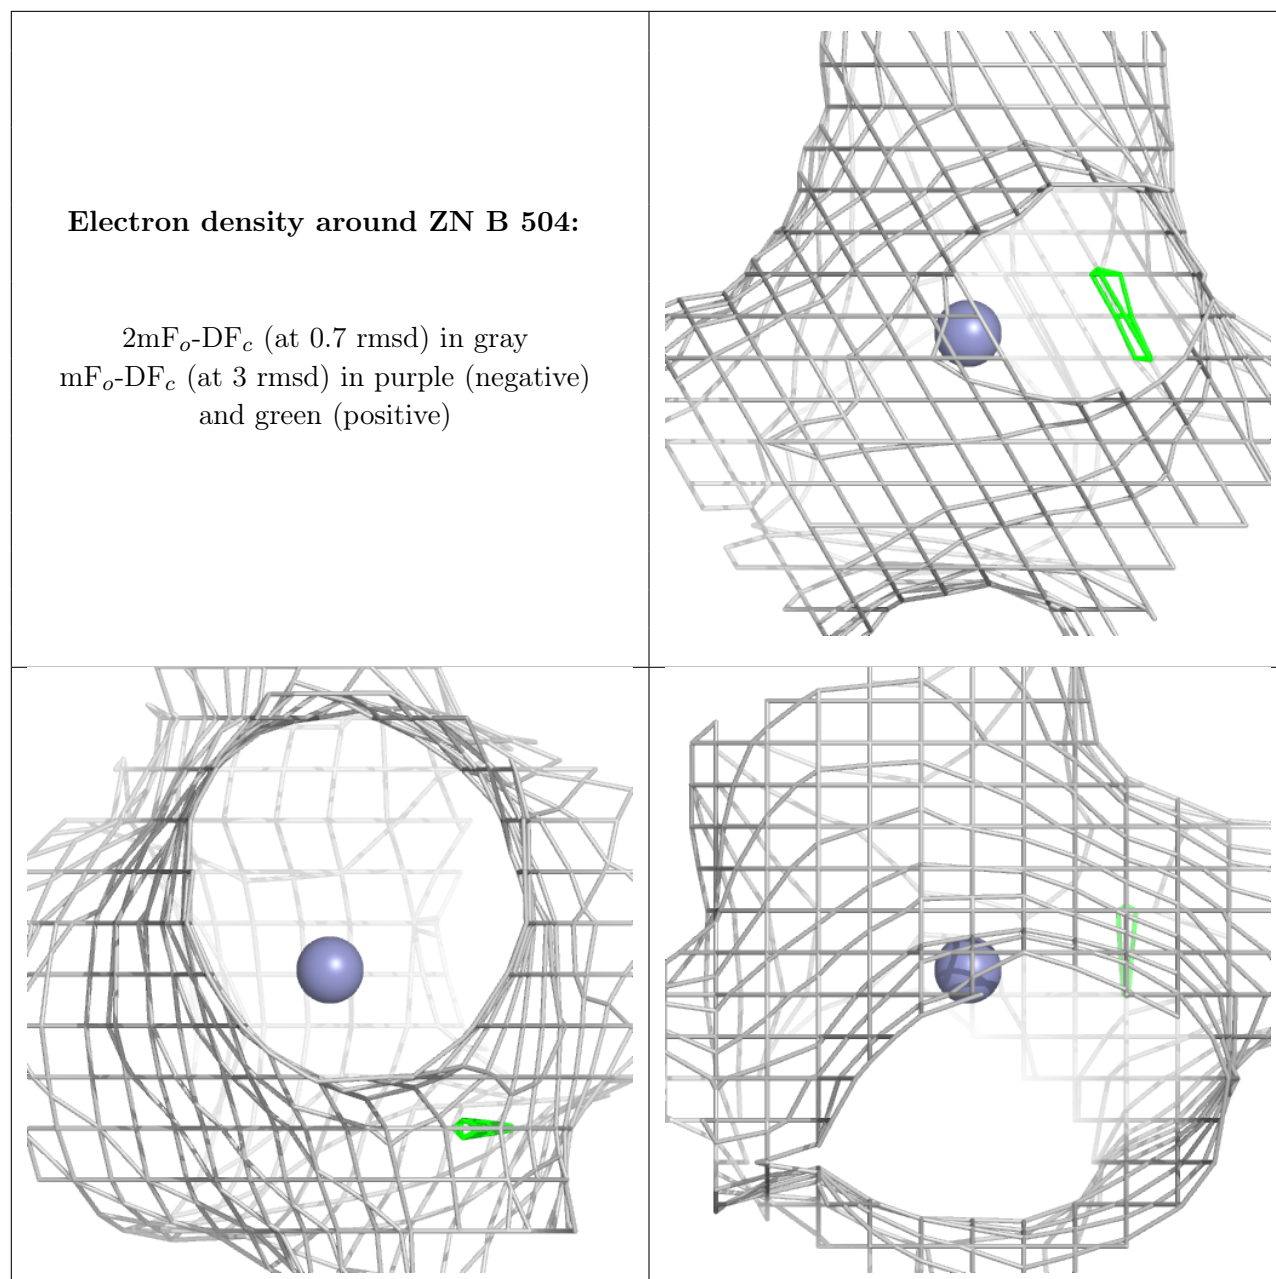 Electron density around ZN B 504:
2mFo-DFc (at 0.7 rmsd) in gray
mFo-DFc (at 3 rmsd) in purple (negative)
and green (positive)